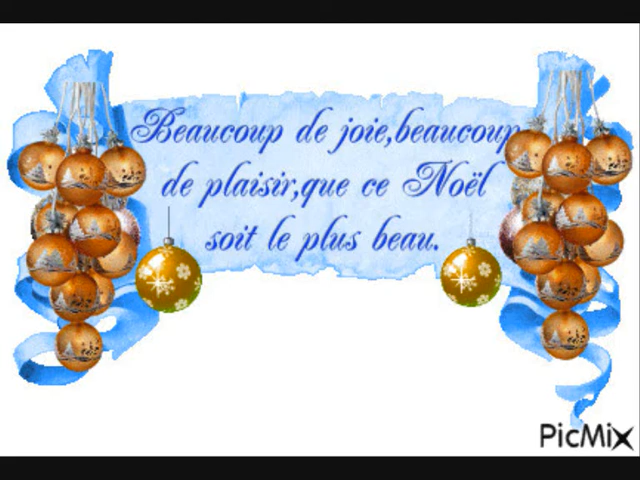 Beaucoup de joie,beaucoup
de plaisir,que ce Noël
soit le plus beau.
PicMix